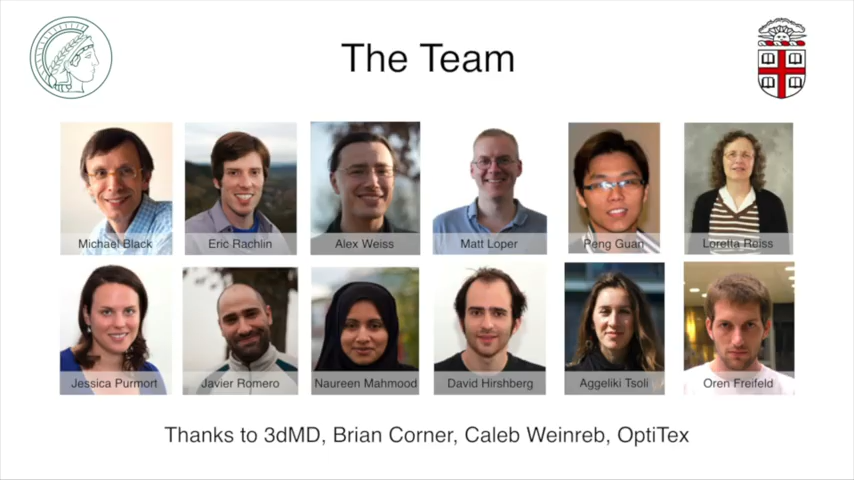 The Team
Michael Black
Eric Rachlin
Alex Weiss
Matt Loper
Peng Guan
Loretta Reiss
Jessica Purmort
Javier Romero
Naureen Mahmood
David Hirshberg
Aggeliki Tsoli
Oren Freifeld
Thanks to 3dMD, Brian Corner, Caleb Weinreb, OptiTex